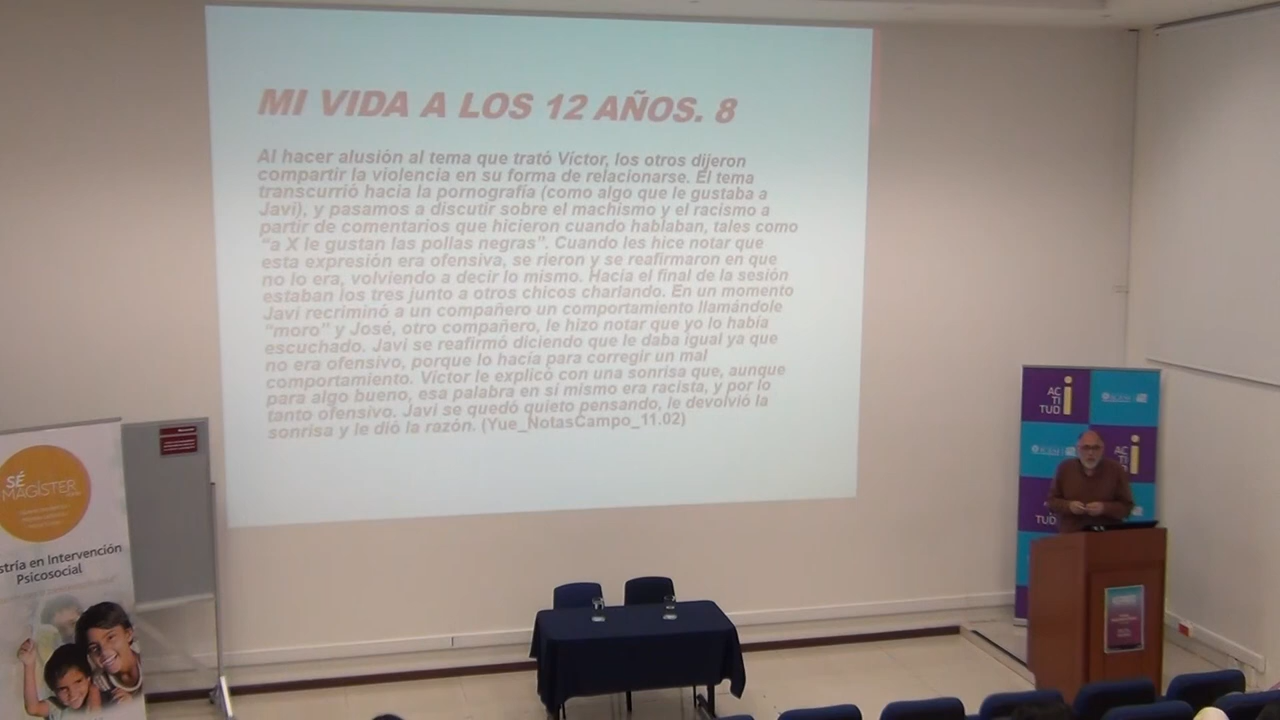 MI VIDA A LOS 12 AÑOS. 8
Al hacer alusión al tema que trató Víctor, los otros dijeron
compartir la violencia en su forma de relacionarse. El tema
transcurrió hacia la pornografía (como algo que le gustaba a
Javi), y pasamos a discutir sobre el machismo y el racismo a
partir de comentarios que hicieron cuando hablaban, tales como
"a X le gustan las pollas negras". Cuando les hice notar que
esta expresión era ofensiva, se rieron y se reafirmaron en que
no lo era, volviendo a decir lo mismo. Hacia el final de la sesión
estaban los tres junto a otros chicos charlando. En un momento
Javi recriminó a un compañero un comportamiento llamándole
"moro" y José, otro compañero, le hizo notar que yo lo había
escuchado. Javi se reafirmó diciendo que le daba igual ya que
no era ofensivo, porque lo hacía para corregir un mal
comportamiento. Víctor le explicó con una sonrisa que, aunque
para algo bueno, esa palabra en sí mismo era racista, y por lo
tanto ofensivo. Javi se quedó quieto pensando, le devolvió la
sonrisa y le dió la razón. (Yue_NotasCampo_11.02)
SÉ
MAGÍSTER
stría en Intervención
Psicosocial
AC
TI
TUD
i
AC
TI
i
TUD